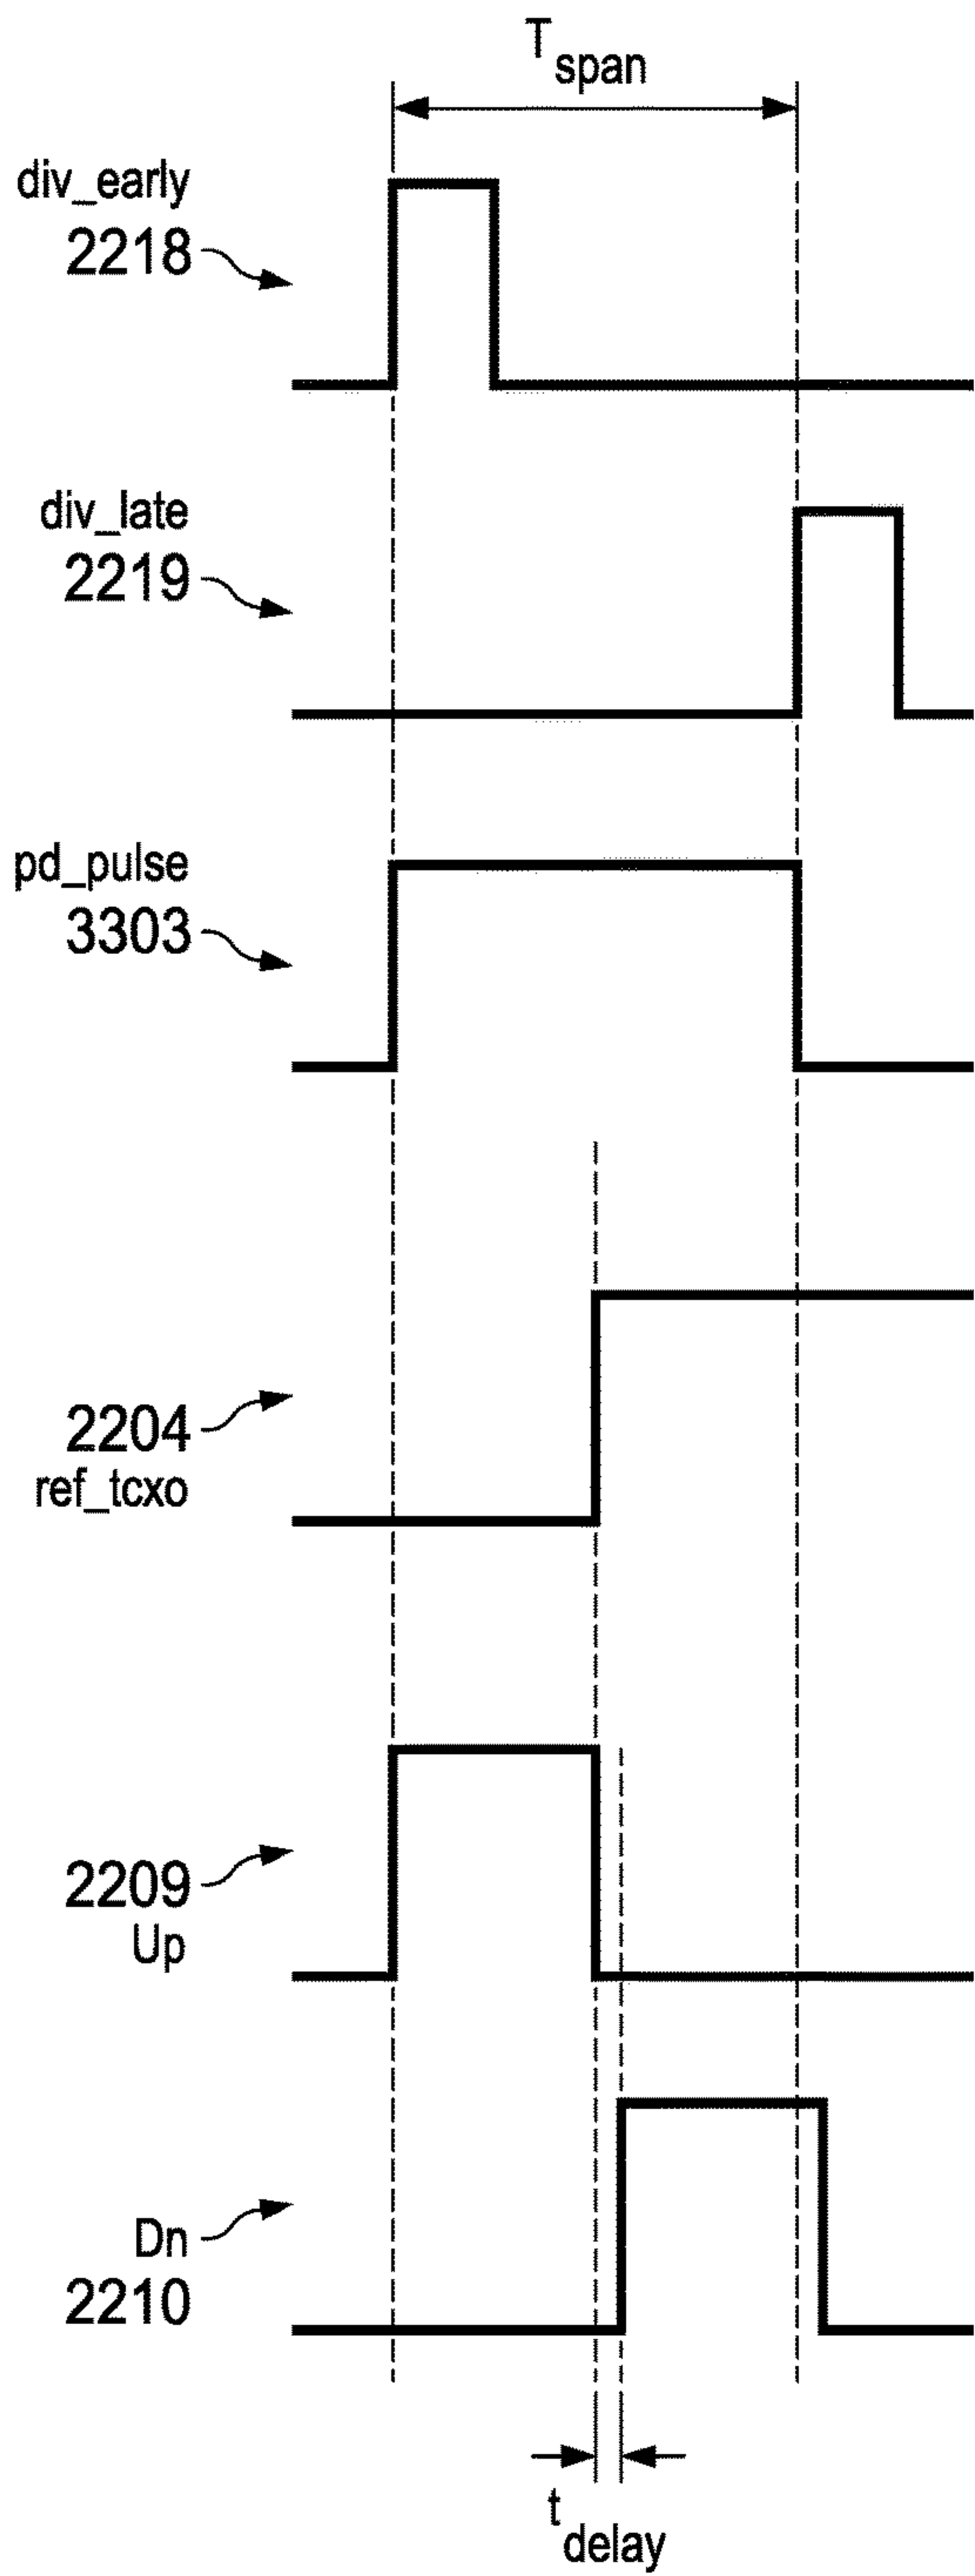 T span
div_early
2218
div_late
2219
pd_pulse
3303
2204
ref_tcxo
2209
Up
Dn
2210
t delay